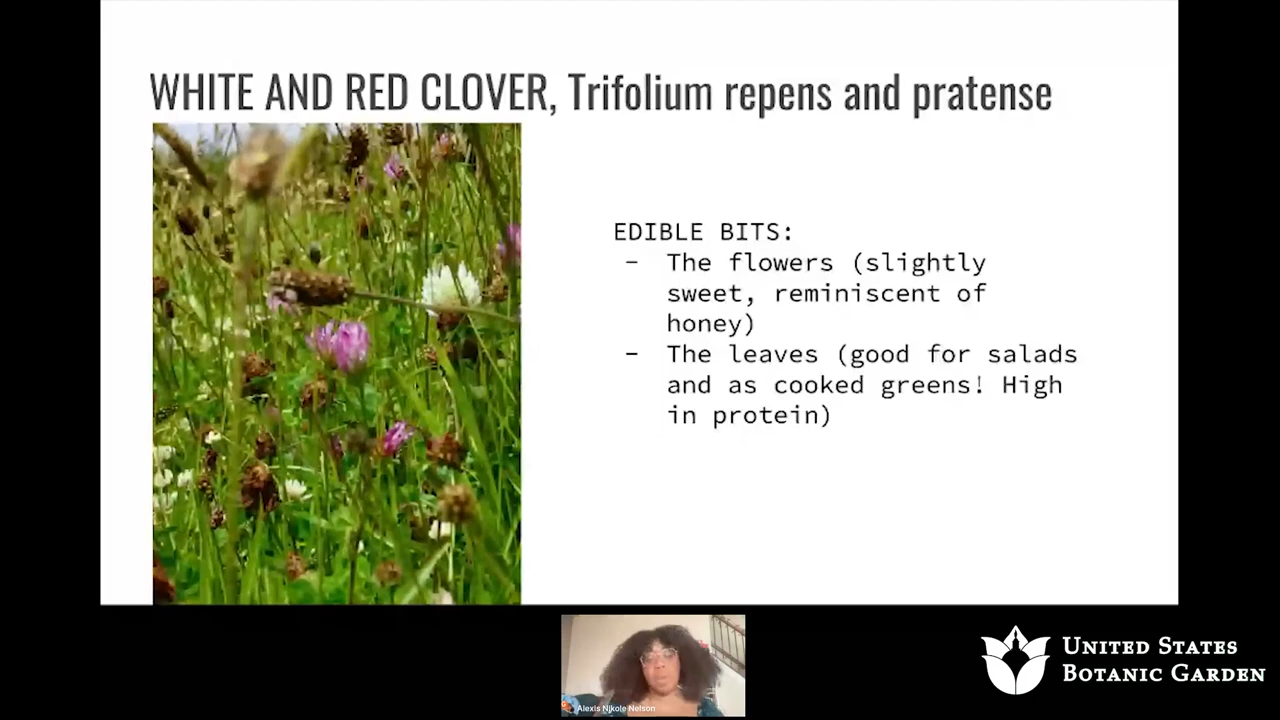 WHITE AND RED CLOVER, Trifolium repens and pratense
EDIBLE BITS:
- The flowers (slightly
sweet, reminiscent of
honey)
- The leaves (good for salads
and as cooked greens! High
in protein)
Alexis Nikole Nelson
UNITED STATES
BOTANIC GARDEN